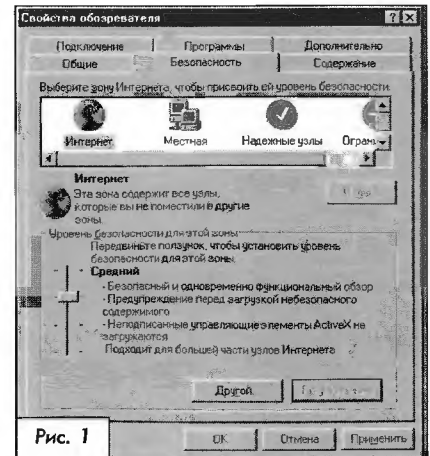 Свойства обозревателя
Подключение Программы Дополнительно
Общие Безопасность Содержание
Выберите зону Интернета, чтобы присвоить ей уровень безопасности.
Интернет Местная Надежные узлы Огран
Интернет
Эта зона содержит все узлы,
которые вы не поместили в другие
зоны.
Уровень безопасности для этой зоны
Передвиньте ползунок, чтобы установить уровень
безопасности для этой зоны.
Средний
- Безопасный и одновременно функциональный обзор
- Предупреждение перед загрузкой небезопасного
содержимого
- Неподписанные управляющие элементы ActiveX не
загружаются
Подходит для большей части узлов Интернета
Другой
Рис. 1
OK Отмена Применить